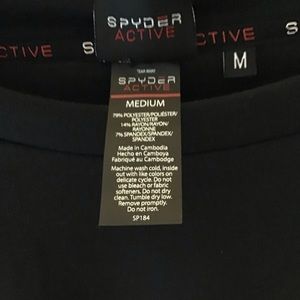 SPYDER
ACTIVE
CTIVE
S
ACTIVE
M
SPYDER
ACTIVE
MEDIUM
79% POLYESTER/POLIÉSTER/
POLYESTER
14% RAYON/RAYON/
RAYONNE
7% SPANDEX/SPANDEX/
SPANDEX
Made in Cambodia
Hecho en Camboya
Fabriqué au Cambodge
Machine wash cold, inside
out with like colors on
delicate cycle. Do not
use bleach or fabric
softeners. Do not dry
clean. Tumble dry low.
Remove promptly.
Do not iron.
SP184